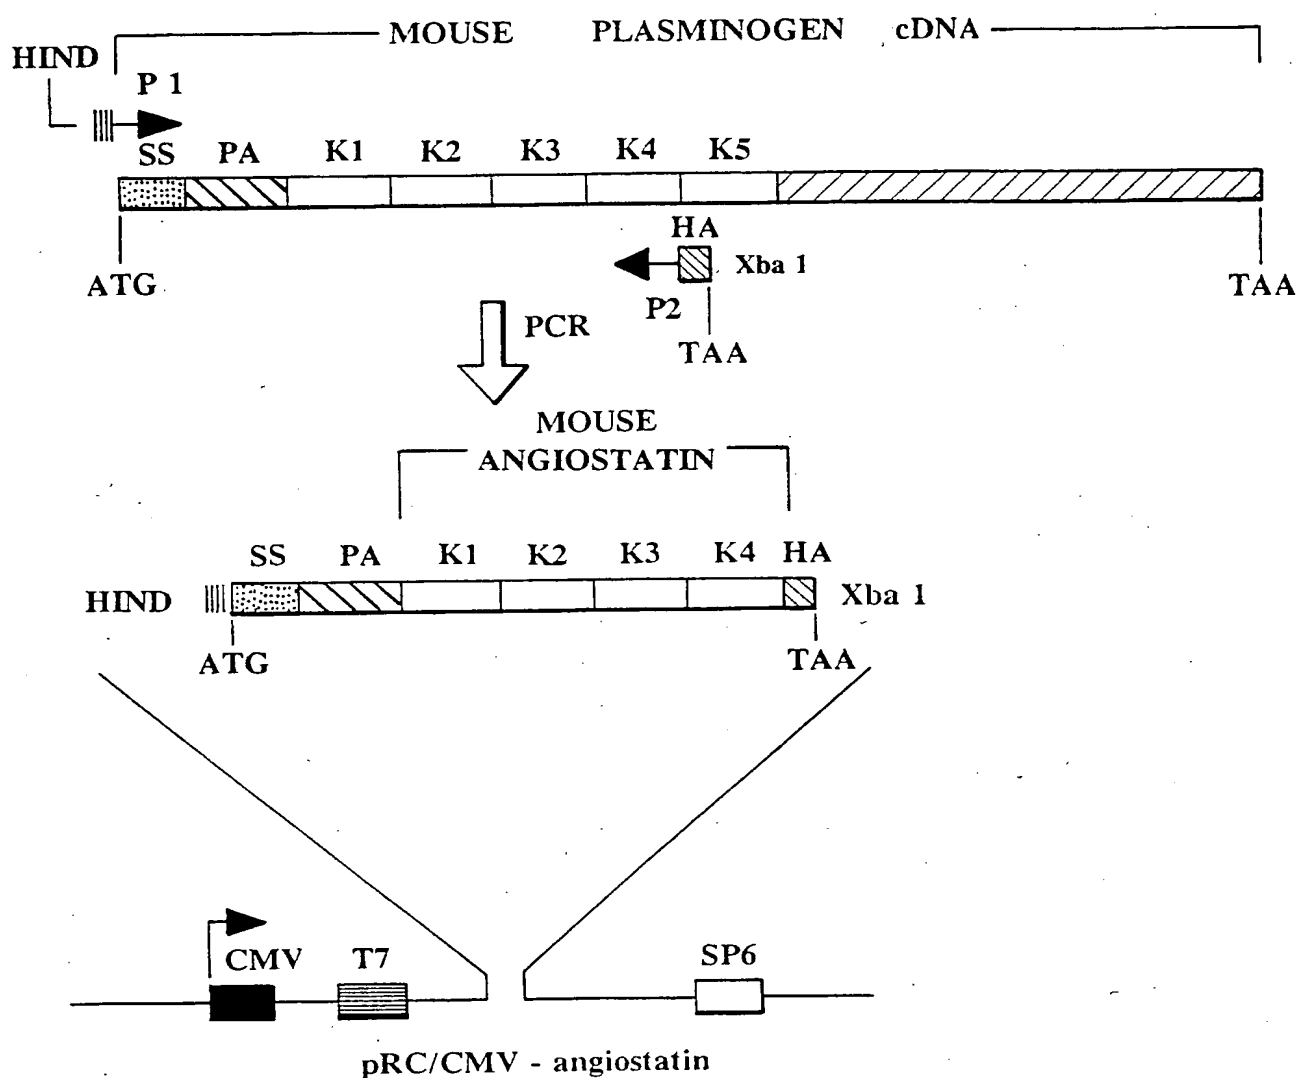 MOUSE PLASMINOGEN cDNA
HIND
P 1
SS PA K1 K2 K3 K4 K5
HA
Xba 1
ATG
P2
TAA
TAA
PCR
MOUSE
ANGIOSTATIN
SS PA K1 K2 K3 K4 HA
HIND
Xba 1
ATG
TAA
CMV T7 SP6
pRC/CMV - angiostatin